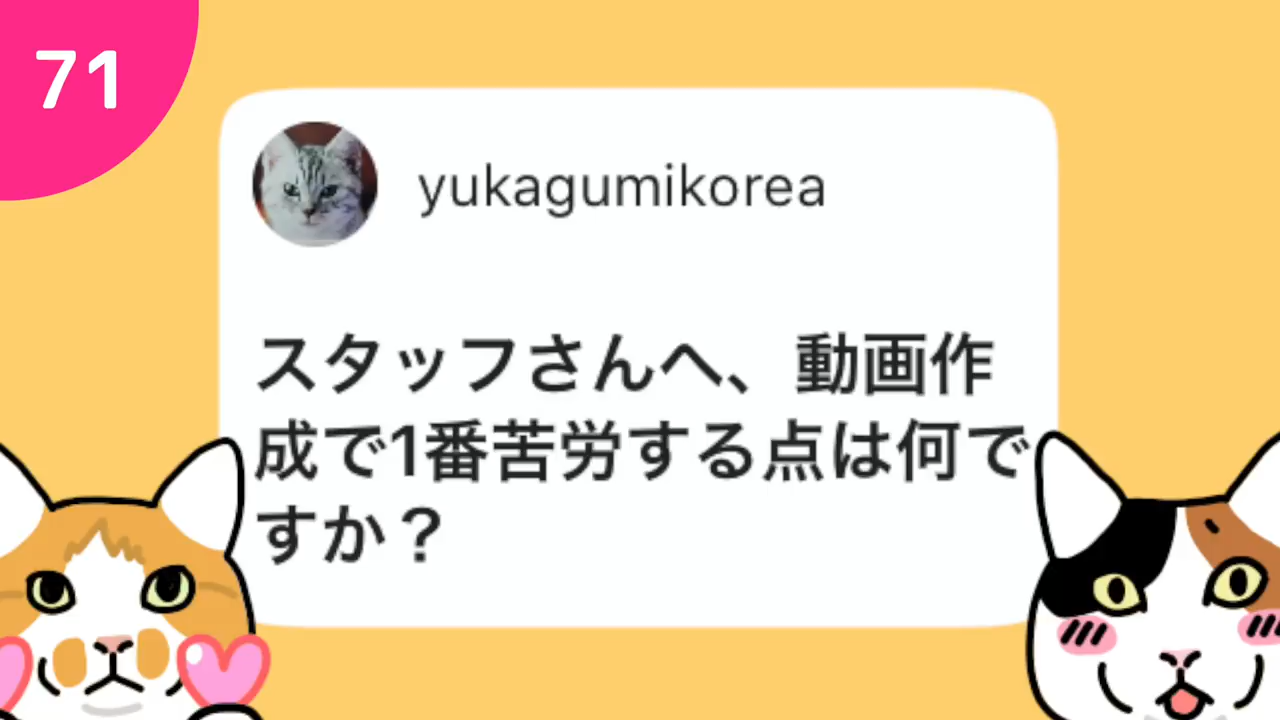 71
yukagumikorea
スタッフさんへ、動画作
成で1番苦労する点は何で
すか？